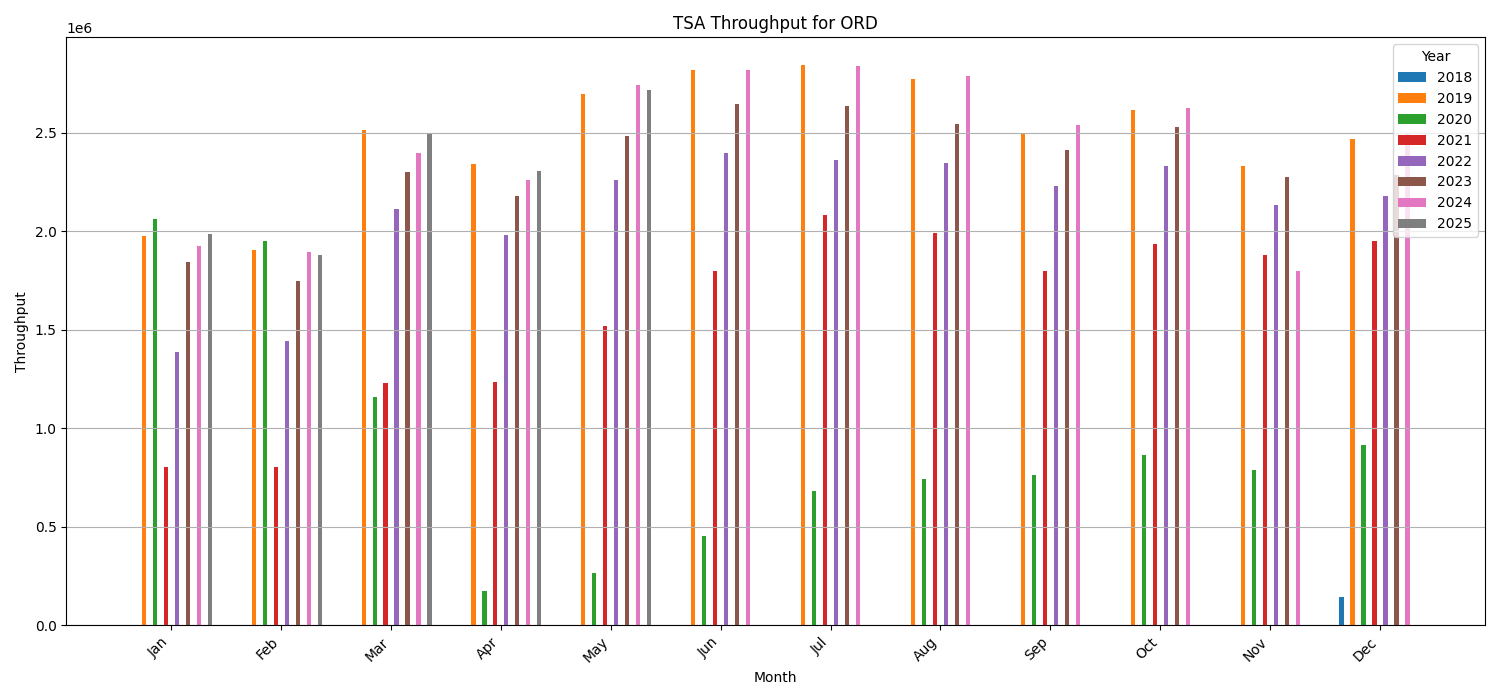 TSA Throughput for ORD
1e6
Throughput
2.5
2.0
1.5
1.0
0.5
0.0
Year
2018
2019
2020
2021
2022
2023
2024
2025
Jan
Feb
Mar
Apr
May
Jun
Jul
Aug
Sep
Oct
Nov
Dec
Month